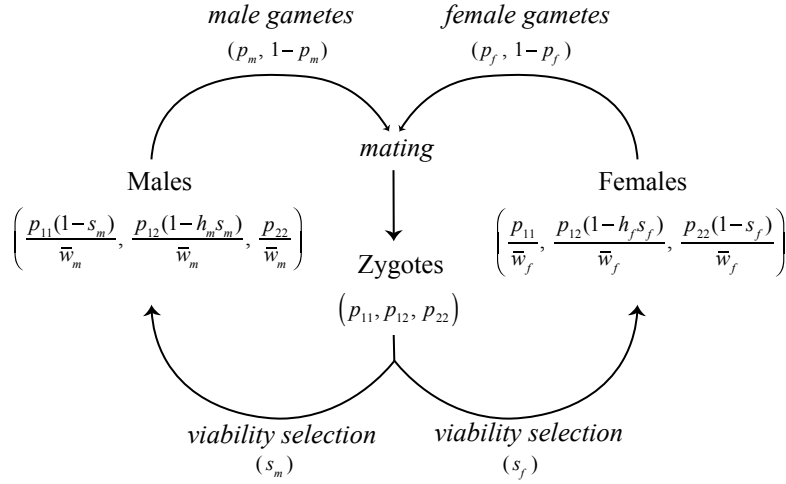 male gametes
(p_m, 1−p_m)
female gametes
(p_f, 1−p_f)
mating
Males
(p_11(1−s_m)/w̄_m, p_12(1−h_m s_m)/w̄_m, p_22/w̄_m)
Females
(p_11/w̄_f, p_12(1−h_f s_f)/w̄_f, p_22(1−s_f)/w̄_f)
Zygotes
(p_11, p_12, p_22)
viability selection
(s_m)
viability selection
(s_f)